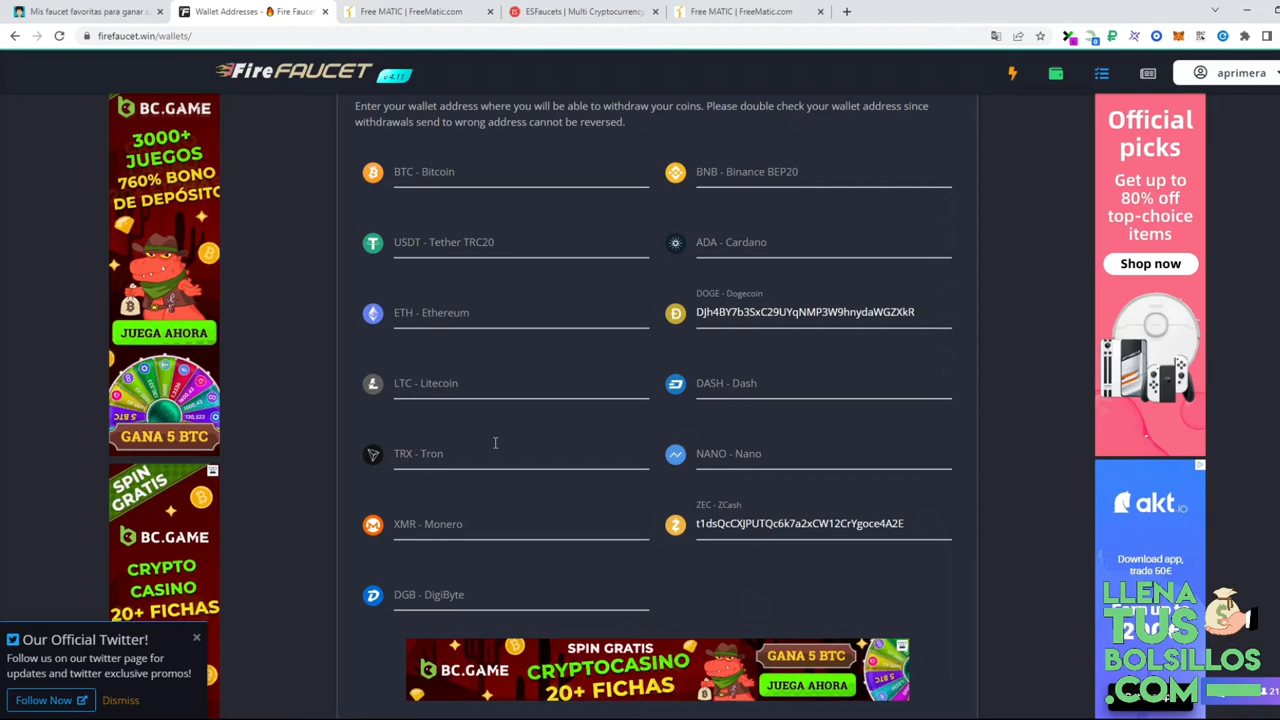 Mis favoritas faucet para ganar c
Wallet Addresses - 🔥 Fire Fauce
Free MATIC | FreeMatic.com
ESFaucets | Multi Cryptocurrency
Free MATIC | FreeMatic.com
firefaucet.win/wallets/
FireFAUCET
v 4.11
aprimera
Enter your wallet address where you will be able to withdraw your coins. Please double check your wallet address since
withdrawals send to wrong address cannot be reversed.
BTC - Bitcoin
BNB - Binance BEP20
USDT - Tether TRC20
ADA - Cardano
ETH - Ethereum
DOGE - Dogecoin
DJh4BY7b3SxC29UYqNMP3W9hnydaWGZXkR
LTC - Litecoin
DASH - Dash
TRX - Tron
NANO - Nano
XMR - Monero
ZEC - ZCash
t1dsQcCXJPUTQc6k7a2xCW12CrYgoce4A2E
DGB - DigiByte
BC.GAME
3000+
JUEGOS
760% BONO
DE DEPÓSITO
JUEGA AHORA
GANA 5 BTC
SPIN
GRATIS
BC.GAME
CRYPTO
CASINO
20+ FICHAS
Our Official Twitter!
Follow us on our twitter page for
updates and twitter exclusive promos!
Follow Now
Dismiss
BC.GAME
SPIN GRATIS
CRYPTOCASINO
20+ FICHAS
GANA 5 BTC
JUEGA AHORA
Official
picks
Get up to
80% off
top-choice
items
Shop now
akt.io
Download app,
trade 50€
LLENA
TUS
BOLSILLOS
.COM
21